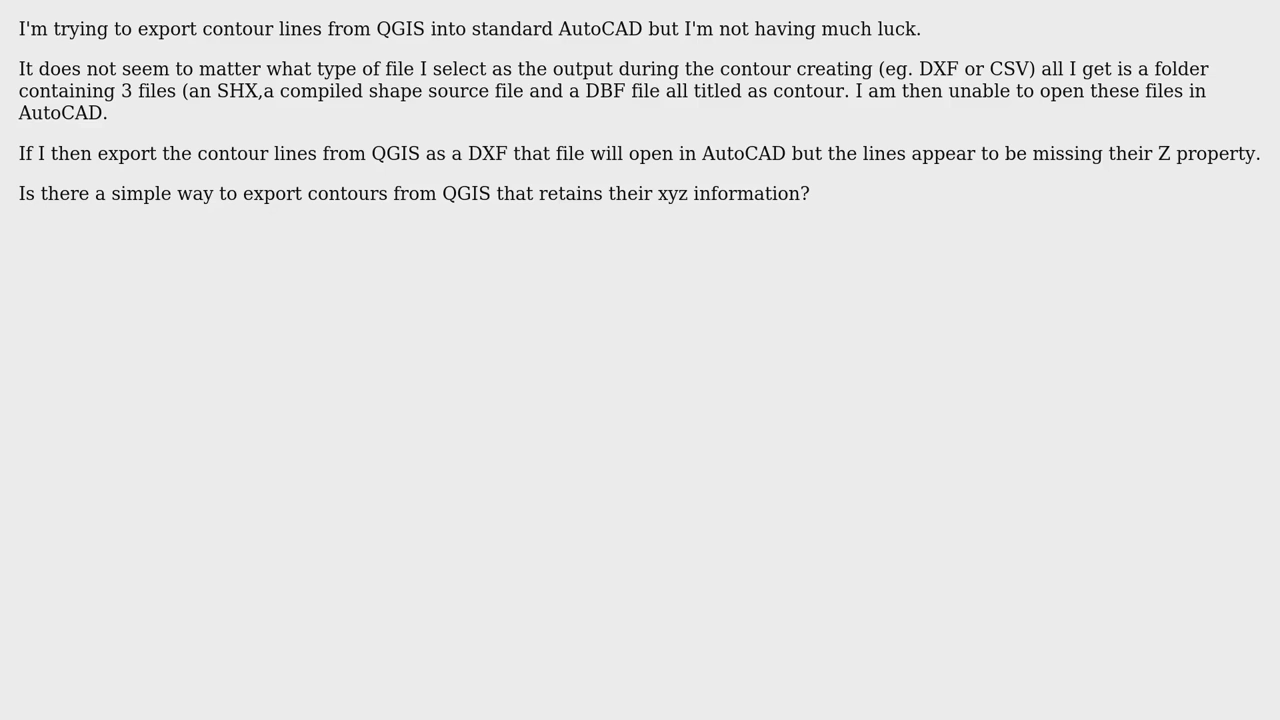 I'm trying to export contour lines from QGIS into standard AutoCAD but I'm not having much luck.
It does not seem to matter what type of file I select as the output during the contour creating (eg. DXF or CSV) all I get is a folder
containing 3 files (an SHX,a compiled shape source file and a DBF file all titled as contour. I am then unable to open these files in
AutoCAD.
If I then export the contour lines from QGIS as a DXF that file will open in AutoCAD but the lines appear to be missing their Z property.
Is there a simple way to export contours from QGIS that retains their xyz information?